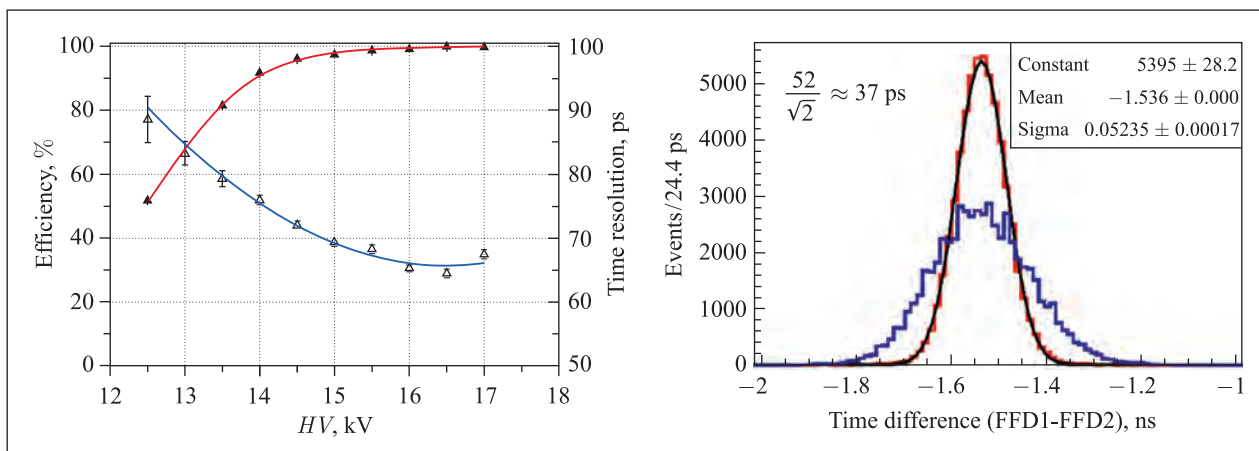 100
80
60
40
20
0
Efficiency, %
12 13 14 15 16 17 18
HV, kV
100
90
80
70
60
50
Time resolution, ps
52
√2 ≈ 37 ps
Constant 5395 ± 28.2
Mean −1.536 ± 0.000
Sigma 0.05235 ± 0.00017
5000
4000
3000
2000
1000
0
Events/24.4 ps
−2 −1.8 −1.6 −1.4 −1.2 −1
Time difference (FFD1-FFD2), ns